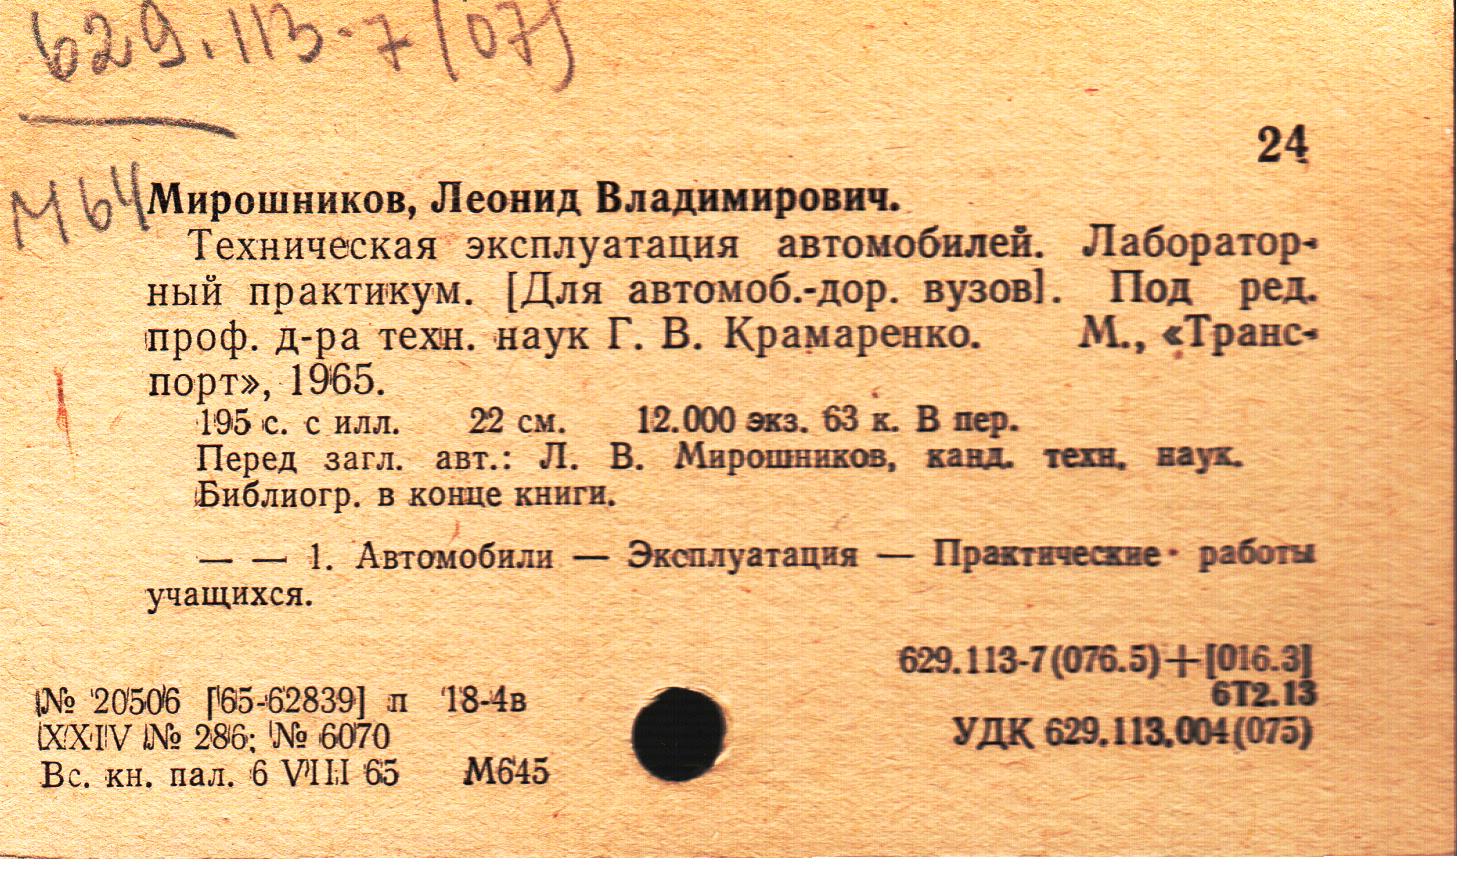 629.113-7(07)
24
М64
Мирошников, Леонид Владимирович.
Техническая эксплуатация автомобилей. Лаборатор-
ный практикум. [Для автомоб.-дор. вузов]. Под ред.
проф. д-ра техн. наук Г. В. Крамаренко. М., «Транс-
порт», 1965.
195 с. с илл. 22 см. 12.000 экз. 63 к. В пер.
Перед загл. авт.: Л. В. Мирошников, канд. техн. наук.
Библиогр. в конце книги.
— — 1. Автомобили — Эксплуатация — Практические работы
учащихся.
629.113-7(076.5)+[016.3]
6Т2.13
УДК 629.113.004(075)
№ 20506 [65-62839] п 18-4в
XXIV № 286; № 6070
Вс. кн. пал. 6 VIII 65 М645